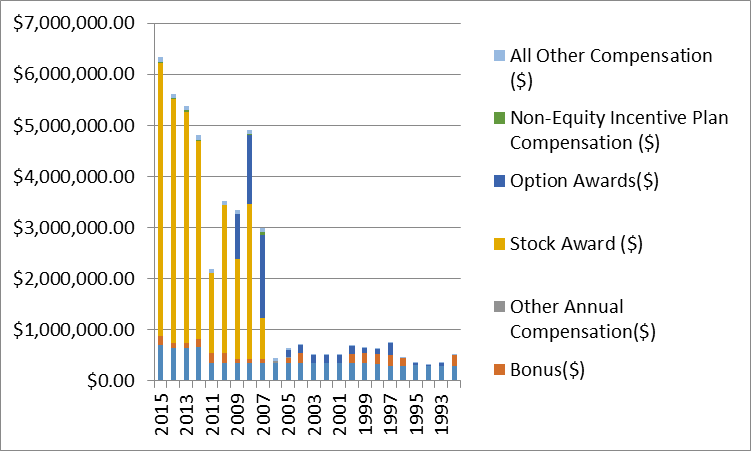 $7,000,000.00
$6,000,000.00
$5,000,000.00
$4,000,000.00
$3,000,000.00
$2,000,000.00
$1,000,000.00
$0.00
2015
2013
2011
2009
2007
2005
2003
2001
1999
1997
1995
1993
All Other Compensation
($)
Non-Equity Incentive Plan
Compensation ($)
Option Awards($)
Stock Award ($)
Other Annual
Compensation($)
Bonus($)